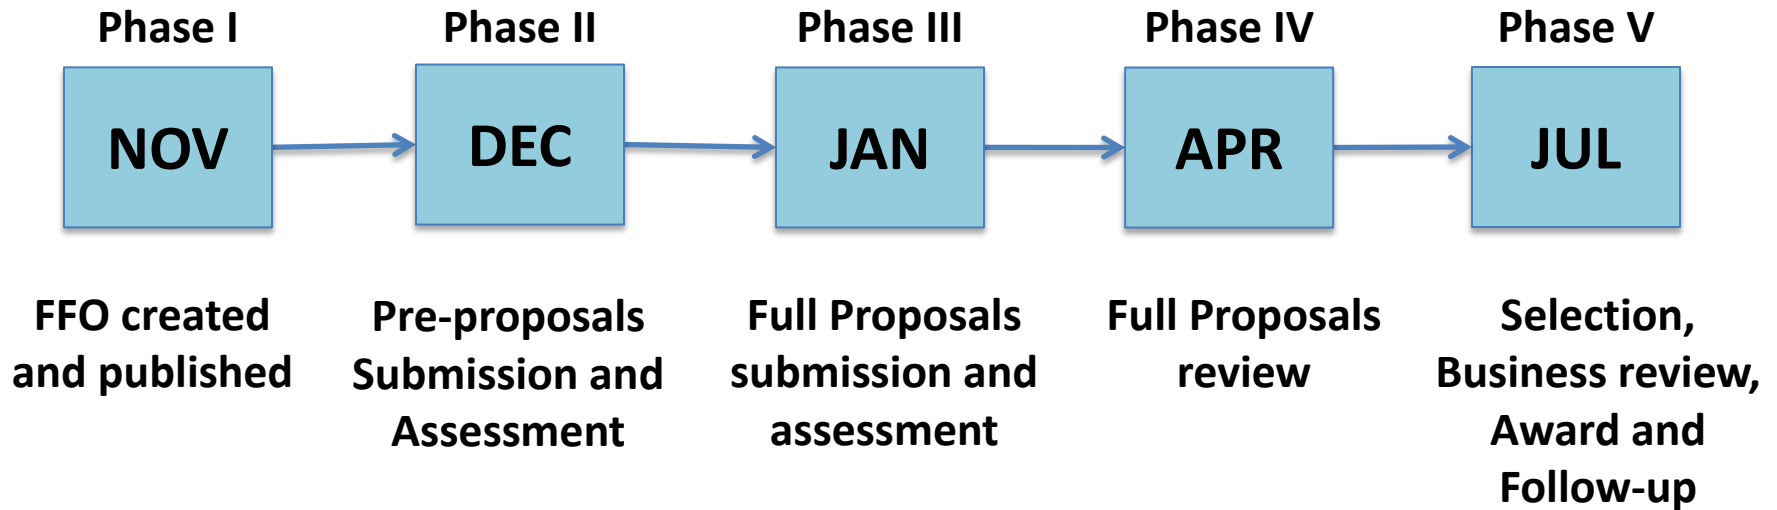 Phase I
NOV
FFO created
and published
Phase II
DEC
Pre-proposals
Submission and
Assessment
Phase III
JAN
Full Proposals
submission and
assessment
Phase IV
APR
Full Proposals
review
Phase V
JUL
Selection,
Business review,
Award and
Follow-up